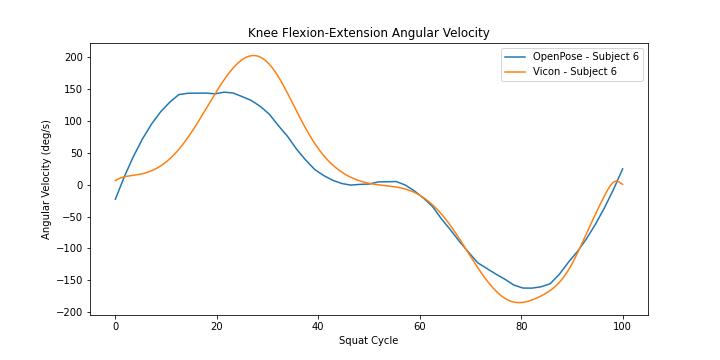 Knee Flexion-Extension Angular Velocity
OpenPose - Subject 6
Vicon - Subject 6
Angular Velocity (deg/s)
200
150
100
50
0
−50
−100
−150
−200
0 20 40 60 80 100
Squat Cycle